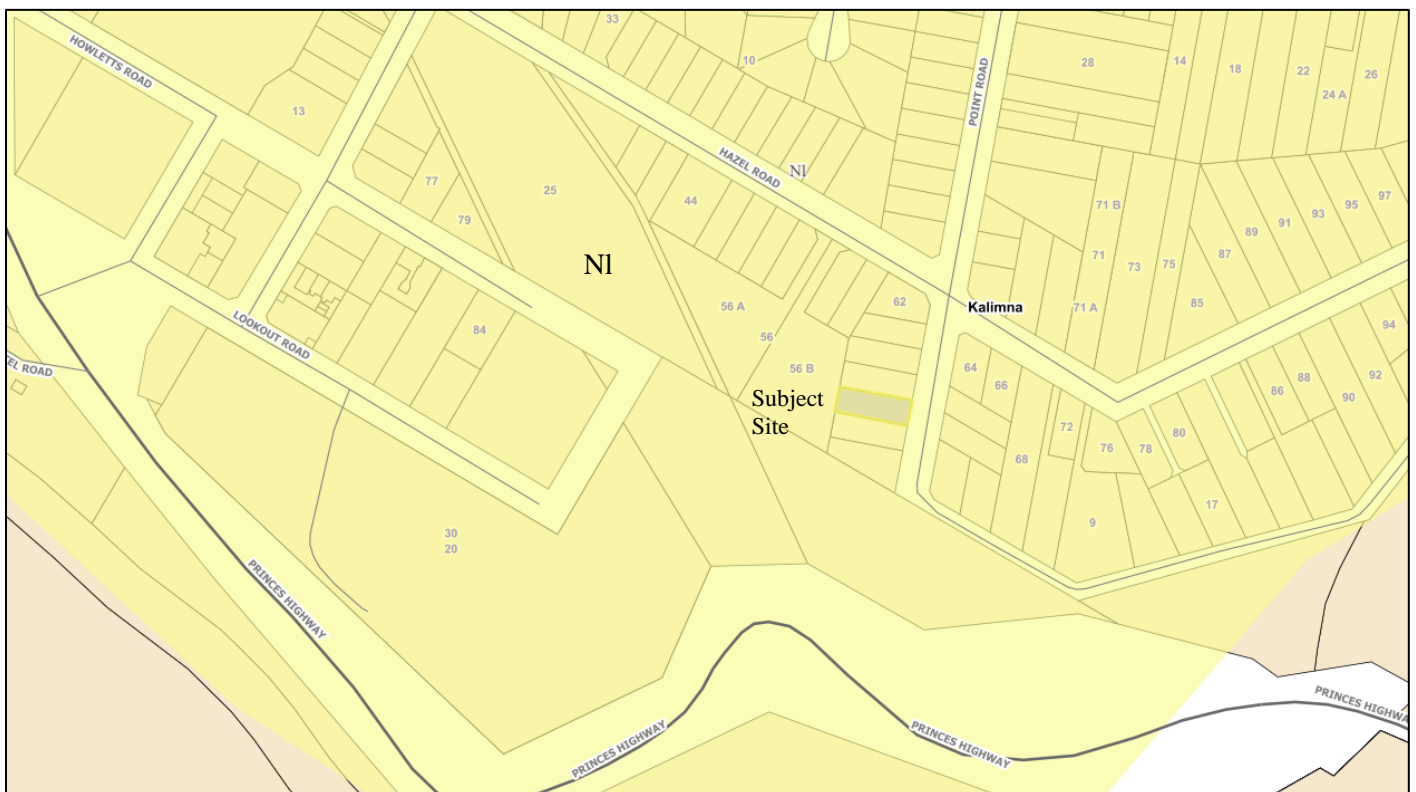 33
28
14
18
22
24 A
26
10
HOWLETTS ROAD
13
POINT ROAD
HAZEL ROAD
Nl
77
79
25
44
71 B
71
73
75
85
87
89
91
93
95
97
Nl
56 A
56
56 B
62
Kalimna
71 A
LOOKOUT ROAD
84
94
EL ROAD
64
66
86
88
92
90
Subject
Site
72
76
78
80
68
17
9
30
20
PRINCES HIGHWAY
PRINCES HIGHWAY
PRINCES HIGHWAY
PRINCES HIGHWA